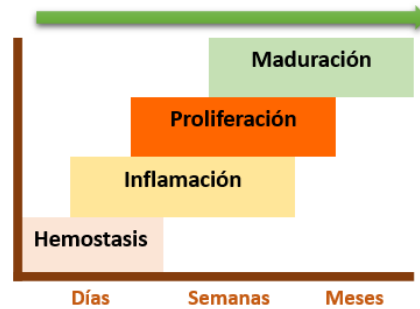 Maduración
Proliferación
Inflamación
Hemostasis
Días Semanas Meses